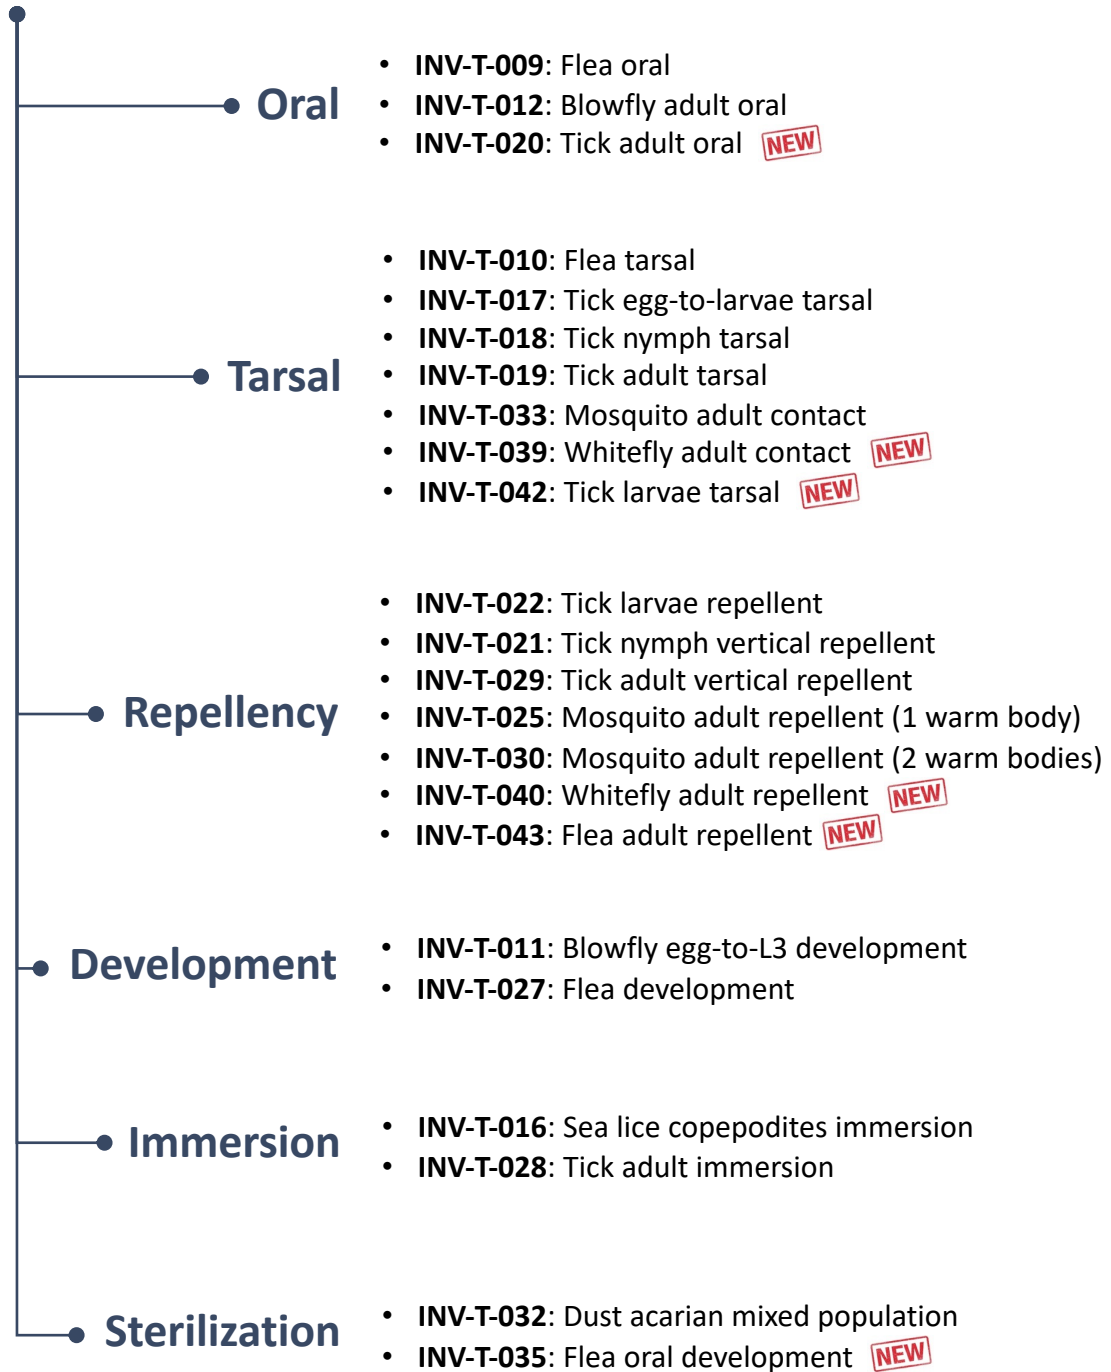 Oral
• INV-T-009: Flea oral
• INV-T-012: Blowfly adult oral
• INV-T-020: Tick adult oral NEW
Tarsal
• INV-T-010: Flea tarsal
• INV-T-017: Tick egg-to-larvae tarsal
• INV-T-018: Tick nymph tarsal
• INV-T-019: Tick adult tarsal
• INV-T-033: Mosquito adult contact
• INV-T-039: Whitefly adult contact NEW
• INV-T-042: Tick larvae tarsal NEW
Repellency
• INV-T-022: Tick larvae repellent
• INV-T-021: Tick nymph vertical repellent
• INV-T-029: Tick adult vertical repellent
• INV-T-025: Mosquito adult repellent (1 warm body)
• INV-T-030: Mosquito adult repellent (2 warm bodies)
• INV-T-040: Whitefly adult repellent NEW
• INV-T-043: Flea adult repellent NEW
Development
• INV-T-011: Blowfly egg-to-L3 development
• INV-T-027: Flea development
Immersion
• INV-T-016: Sea lice copepodites immersion
• INV-T-028: Tick adult immersion
Sterilization
• INV-T-032: Dust acarian mixed population
• INV-T-035: Flea oral development NEW